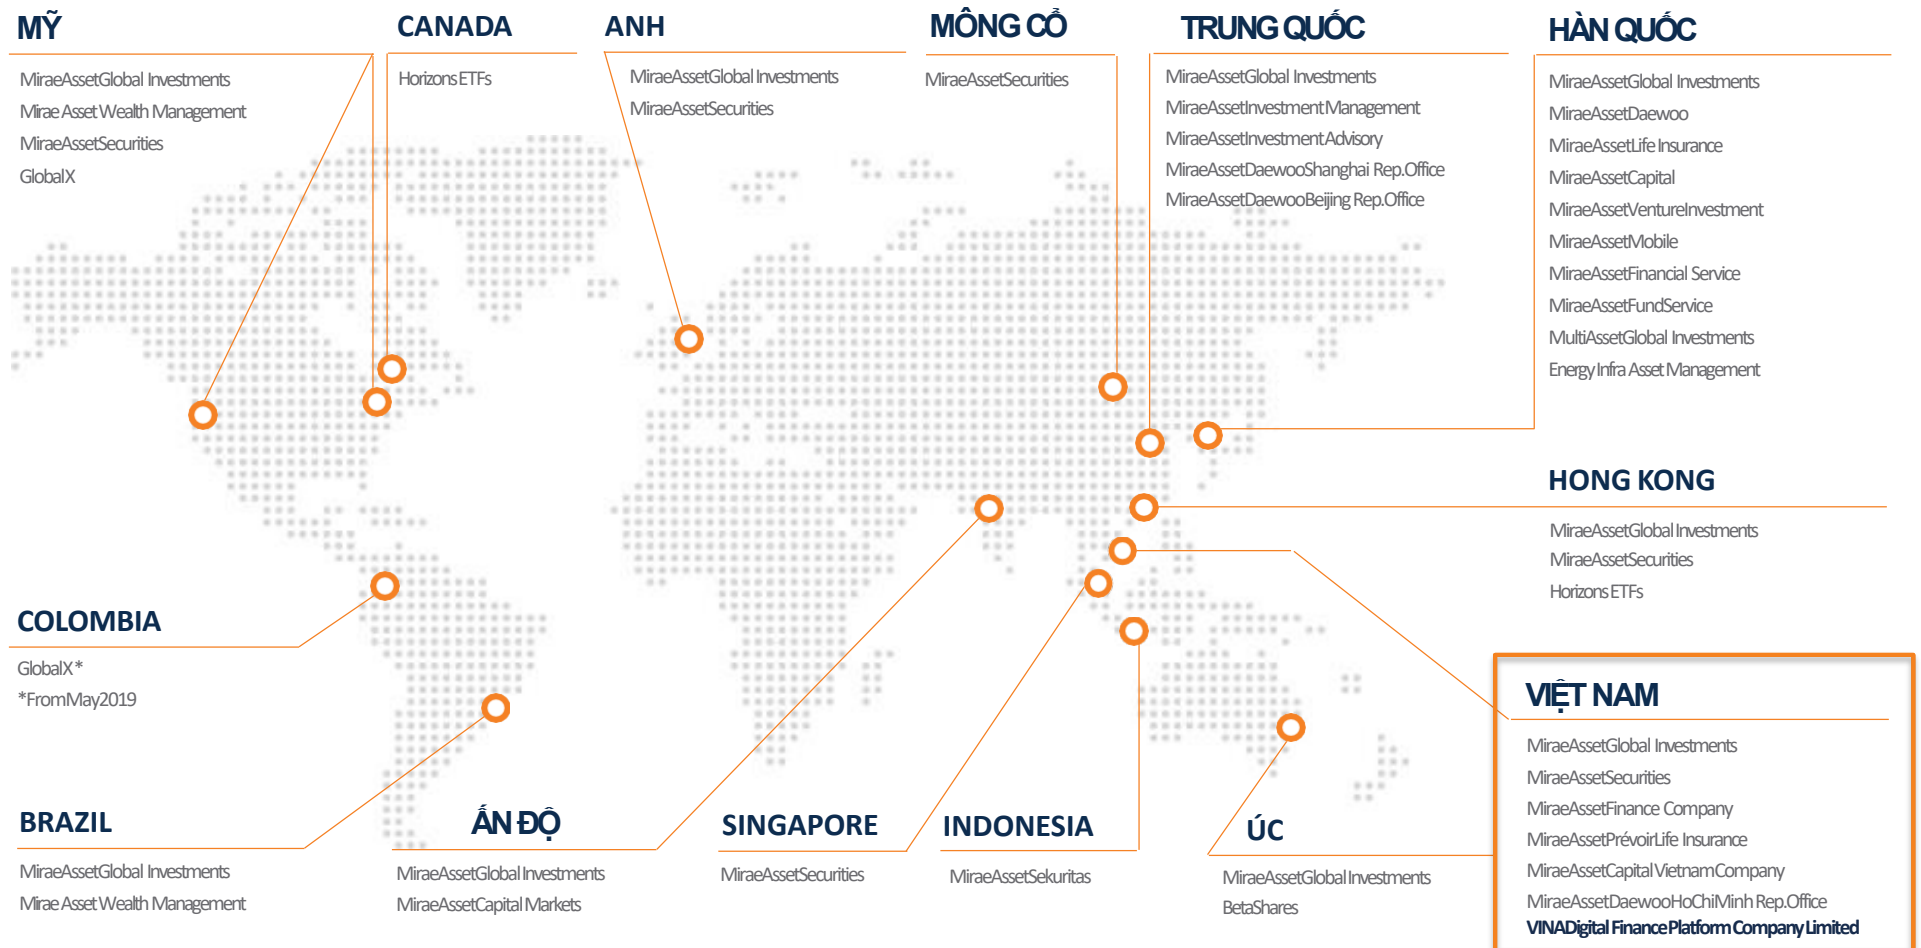 MỸ
MiraeAssetGlobal Investments
Mirae Asset Wealth Management
MiraeAssetSecurities
GlobalX
CANADA
Horizons ETFs
ANH
MiraeAssetGlobal Investments
MiraeAssetSecurities
MÔNG CỔ
MiraeAssetSecurities
TRUNG QUỐC
MiraeAssetGlobal Investments
MiraeAssetInvestment Management
MiraeAssetInvestment Advisory
MiraeAssetDaewooShanghai Rep.Office
MiraeAssetDaewooBeijing Rep.Office
HÀN QUỐC
MiraeAssetGlobal Investments
MiraeAssetDaewoo
MiraeAssetLife Insurance
MiraeAssetCapital
MiraeAssetVentureInvestment
MiraeAssetMobile
MiraeAssetFinancial Service
MiraeAssetFundService
MultiAssetGlobal Investments
Energy Infra Asset Management
HONG KONG
MiraeAssetGlobal Investments
MiraeAssetSecurities
Horizons ETFs
COLOMBIA
GlobalX *
*FromMay2019
BRAZIL
MiraeAssetGlobal Investments
Mirae Asset Wealth Management
ẤN ĐỘ
MiraeAssetGlobal Investments
MiraeAssetCapital Markets
SINGAPORE
MiraeAssetSecurities
INDONESIA
MiraeAssetSekuritas
ÚC
MiraeAssetGlobal Investments
BetaShares
VIỆT NAM
MiraeAssetGlobal Investments
MiraeAssetSecurities
MiraeAssetFinance Company
MiraeAssetPrévoirLife Insurance
MiraeAssetCapital VietnamCompany
MiraeAssetDaewooHoChiMinh Rep.Office
VINADigital Finance Platform Company Limited